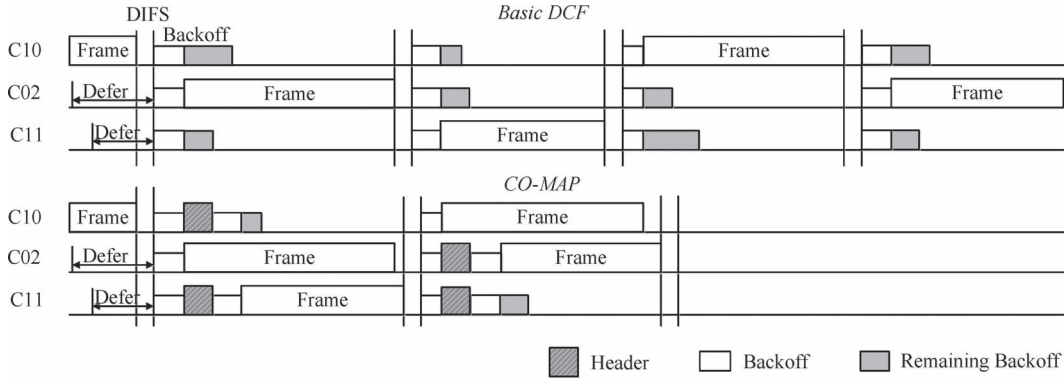 DIFS
Basic DCF
Backoff
C10
Frame
Frame
C02
Defer
Frame
Frame
C11
Defer
Frame
CO-MAP
C10
Frame
Frame
C02
Defer
Frame
Frame
C11
Defer
Frame
Header
Backoff
Remaining Backoff